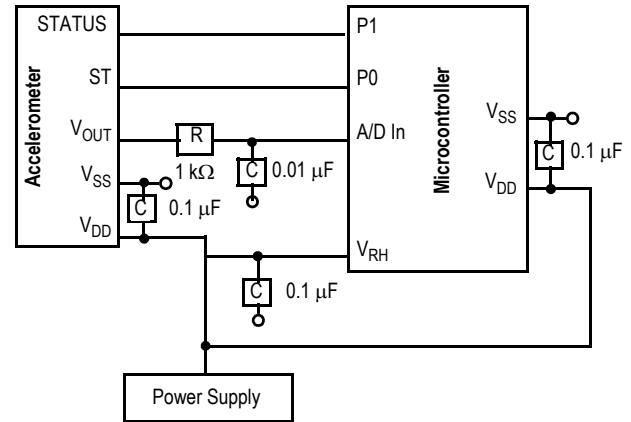 STATUS
P1
ST
P0
Accelerometer
Microcontroller
VOUT
R
A/D In
VSS
1 kΩ
C
0.01 μF
C
0.1 μF
VSS
C
0.1 μF
VDD
VDD
VRH
C
0.1 μF
Power Supply